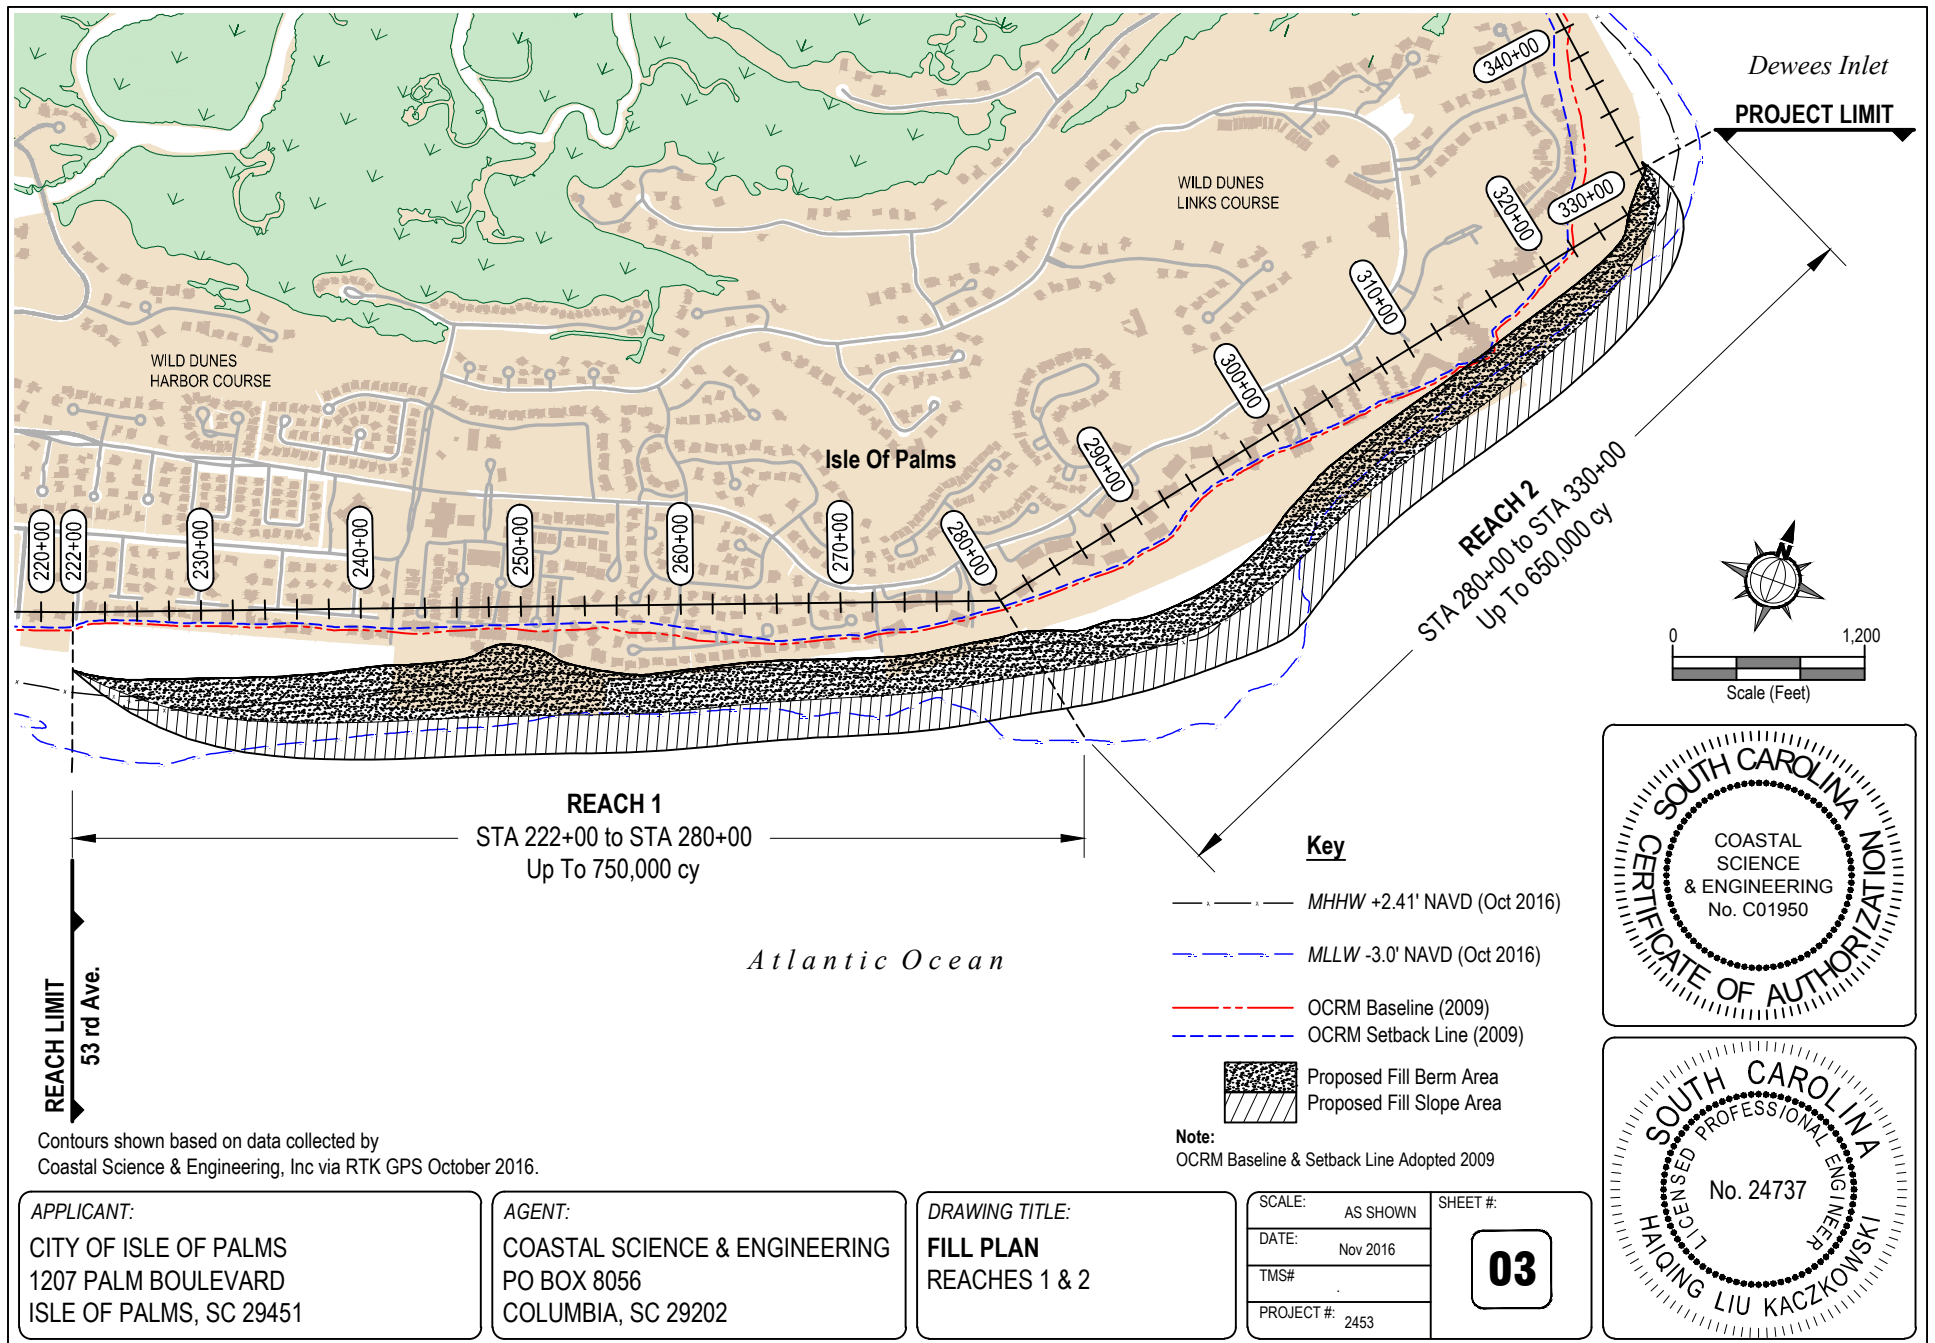 Dewees Inlet
PROJECT LIMIT
340+00
330+00
320+00
310+00
300+00
290+00
280+00
270+00
260+00
250+00
240+00
230+00
222+00
220+00
WILD DUNES
LINKS COURSE
WILD DUNES
HARBOR COURSE
Isle Of Palms
REACH 2
STA 280+00 to STA 330+00
Up To 650,000 cy
N
0 1,200
Scale (Feet)
REACH 1
STA 222+00 to STA 280+00
Up To 750,000 cy
Atlantic Ocean
REACH LIMIT
53 rd Ave.
Key
MHHW +2.41' NAVD (Oct 2016)
MLLW -3.0' NAVD (Oct 2016)
OCRM Baseline (2009)
OCRM Setback Line (2009)
Proposed Fill Berm Area
Proposed Fill Slope Area
Note:
OCRM Baseline & Setback Line Adopted 2009
Contours shown based on data collected by
Coastal Science & Engineering, Inc via RTK GPS October 2016.
SOUTH CAROLINA
CERTIFICATE OF AUTHORIZATION
COASTAL
SCIENCE
& ENGINEERING
No. C01950
SOUTH CAROLINA
LICENSED PROFESSIONAL ENGINEER
No. 24737
HAIQING LIU KACZKOWSKI
APPLICANT:
CITY OF ISLE OF PALMS
1207 PALM BOULEVARD
ISLE OF PALMS, SC 29451
AGENT:
COASTAL SCIENCE & ENGINEERING
PO BOX 8056
COLUMBIA, SC 29202
DRAWING TITLE:
FILL PLAN
REACHES 1 & 2
SCALE: AS SHOWN
DATE: Nov 2016
TMS# .
PROJECT #: 2453
SHEET #:
03